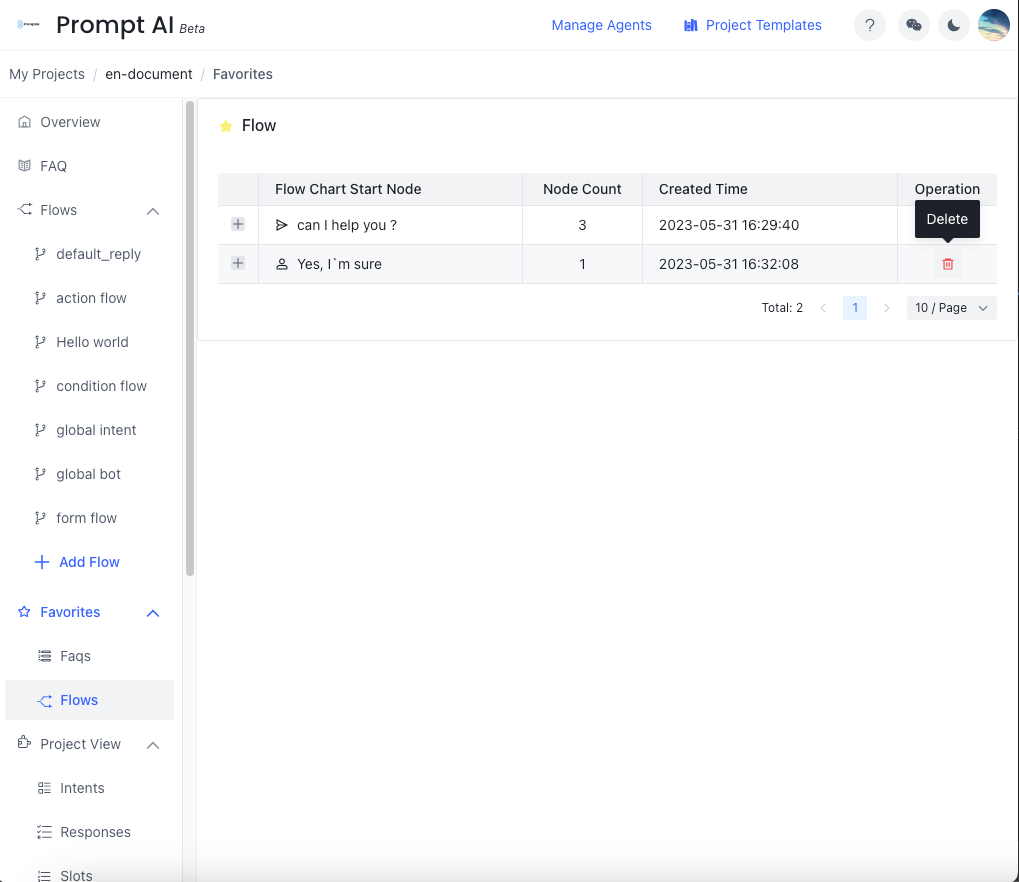 Prompt AI Beta
Manage Agents
Project Templates
?
My Projects / en-document / Favorites
Overview
FAQ
Flows
default_reply
action flow
Hello world
condition flow
global intent
global bot
form flow
Add Flow
Favorites
Faqs
Flows
Project View
Intents
Responses
Slots
Flow
Flow Chart Start Node Node Count Created Time Operation
can I help you ? 3 2023-05-31 16:29:40
Delete
Yes, I`m sure 1 2023-05-31 16:32:08
Total: 2 1 10 / Page